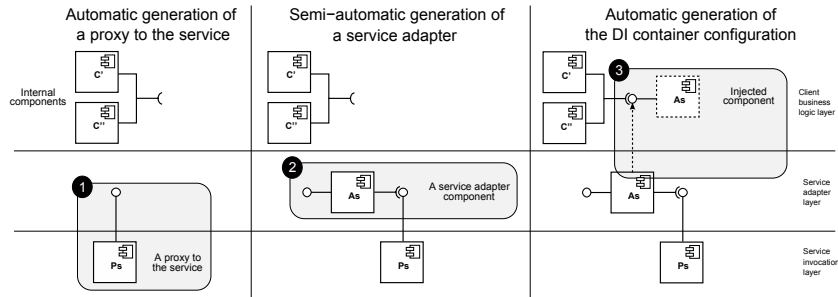 Automatic generation of
a proxy to the service
Semi−automatic generation of
a service adapter
Automatic generation of
the DI container configuration
Internal
components
C'
C''
C'
C''
C'
C''
3
As
Injected
component
Client
business
logic layer
1
2
As
A service adapter
component
As
Service
adapter
layer
Ps
A proxy to
the service
Ps
Ps
Service
invocation
layer